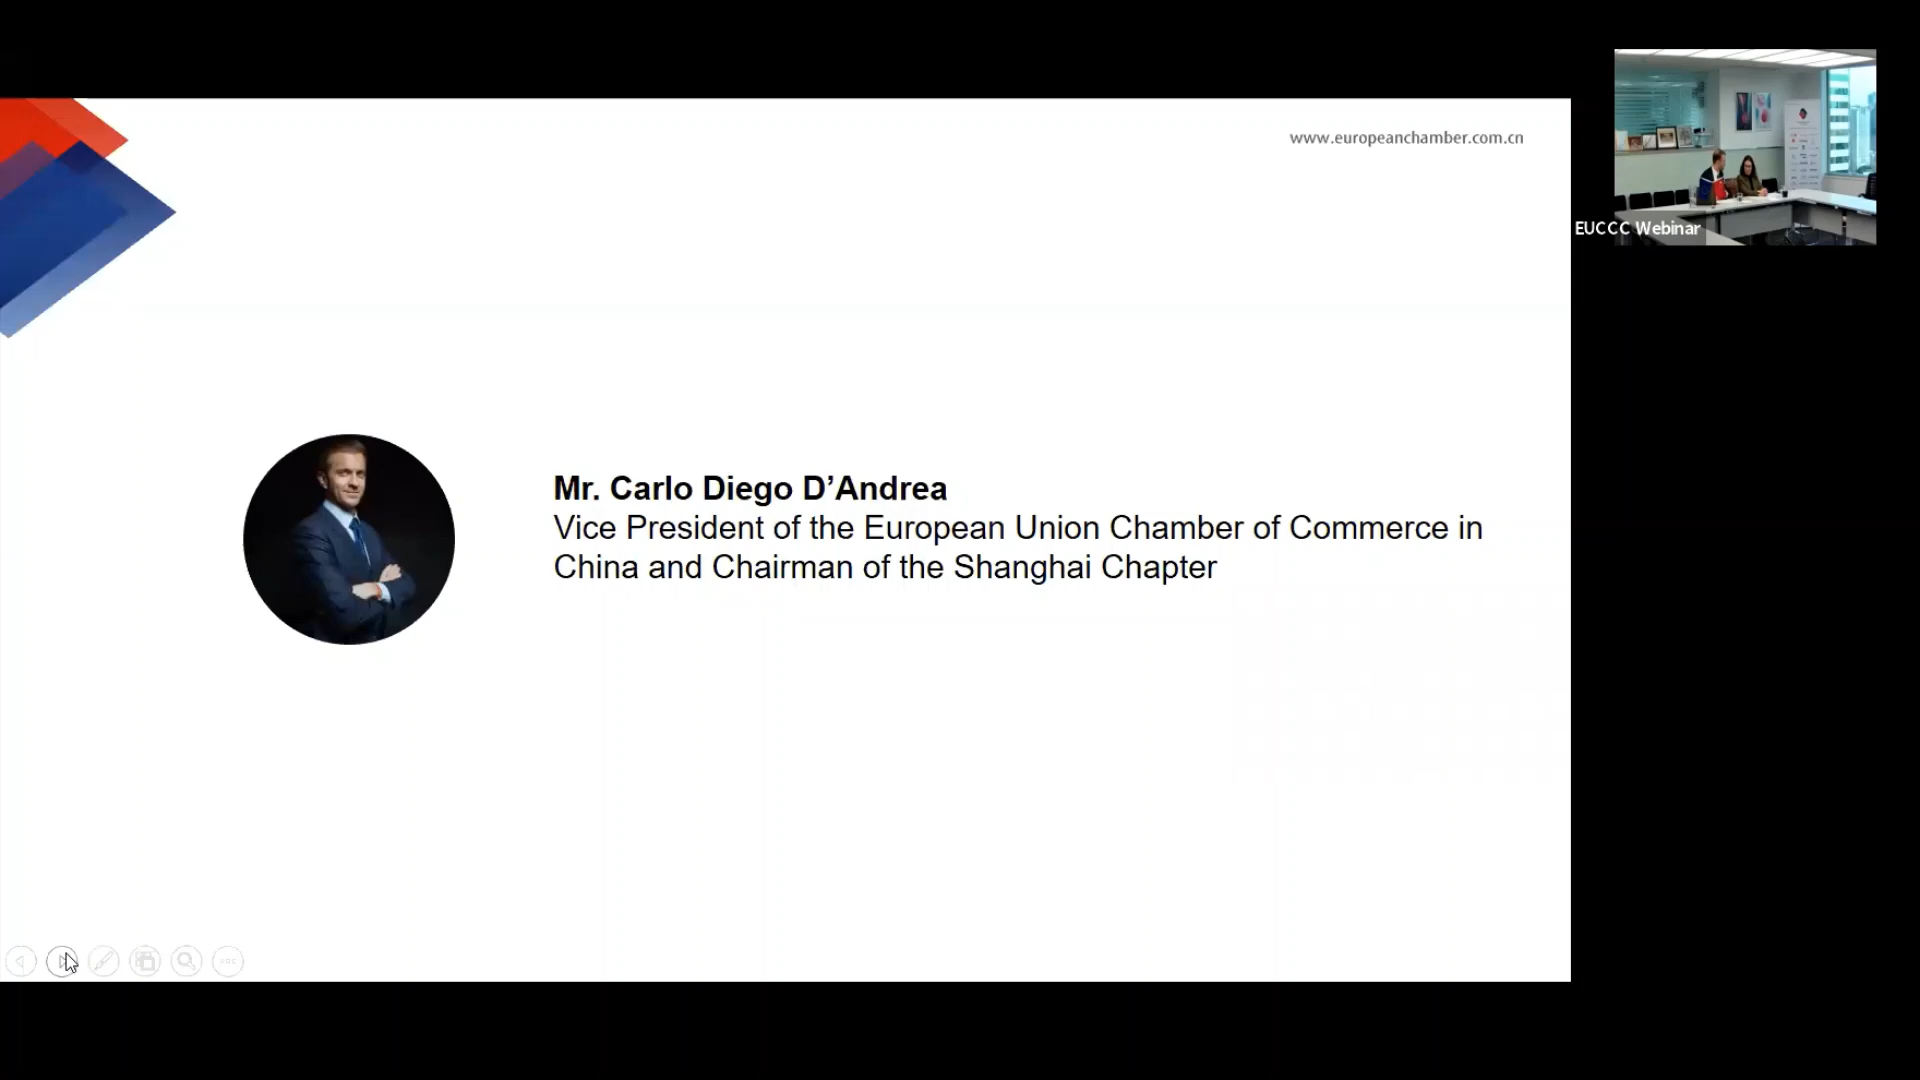 www.europeanchamber.com.cn
EUCCC Webinar
Mr. Carlo Diego D’Andrea
Vice President of the European Union Chamber of Commerce in
China and Chairman of the Shanghai Chapter